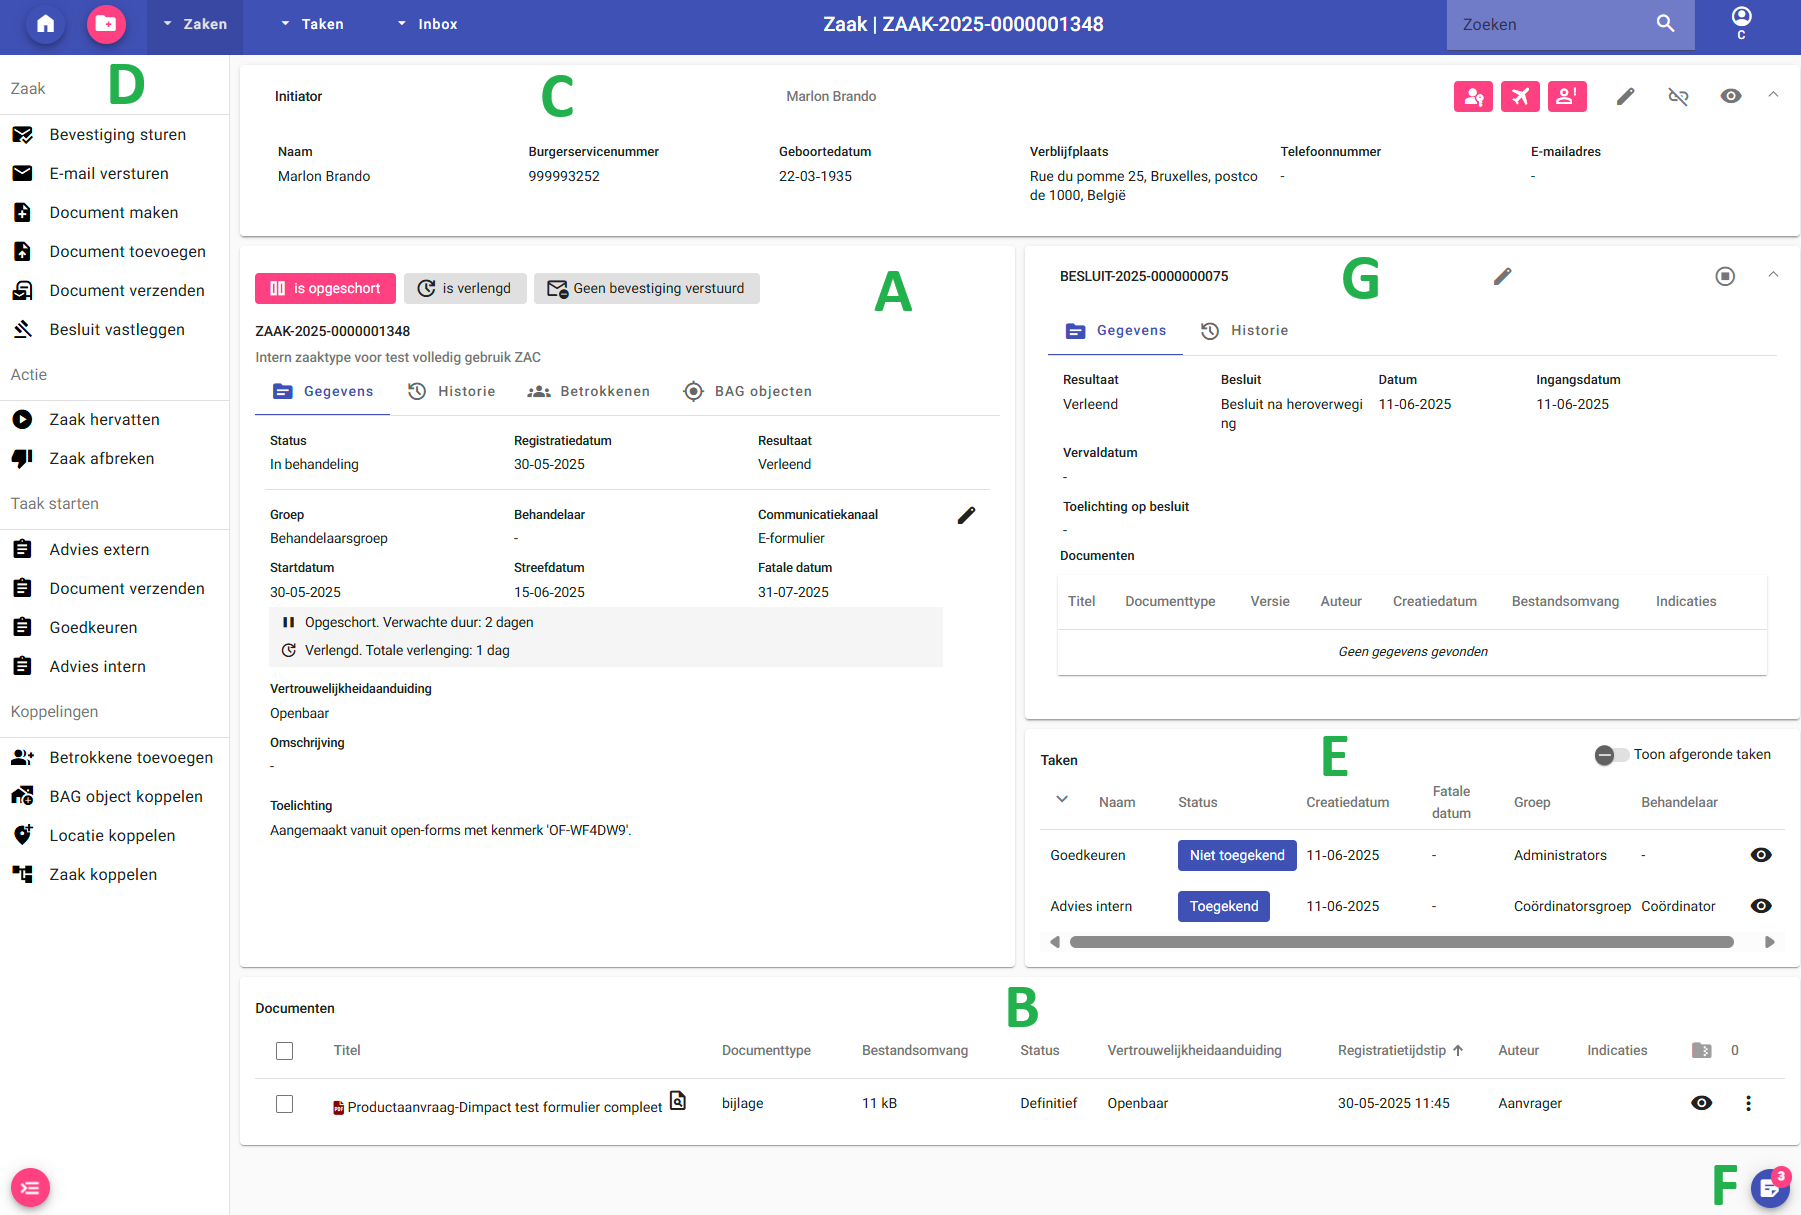 Zaken
Taken
Inbox
Zaak | ZAAK-2025-0000001348
Zoeken
C
Zaak
D
Bevestiging sturen
E-mail versturen
Document maken
Document toevoegen
Document verzenden
Besluit vastleggen
Actie
Zaak hervatten
Zaak afbreken
Taak starten
Advies extern
Document verzenden
Goedkeuren
Advies intern
Koppelingen
Betrokkene toevoegen
BAG object koppelen
Locatie koppelen
Zaak koppelen
Initiator
C
Marlon Brando
Naam Burgerservicenummer Geboortedatum Verblijfplaats Telefoonnummer E-mailadres
Marlon Brando 999993252 22-03-1935 Rue du pomme 25, Bruxelles, postco - -
de 1000, België
is opgeschort is verlengd Geen bevestiging verstuurd
A
ZAAK-2025-0000001348
Intern zaaktype voor test volledig gebruik ZAC
Gegevens Historie Betrokkenen BAG objecten
Status Registratiedatum Resultaat
In behandeling 30-05-2025 Verleend
Groep Behandelaar Communicatiekanaal
Behandelaarsgroep - E-formulier
Startdatum Streefdatum Fatale datum
30-05-2025 15-06-2025 31-07-2025
Opgeschort. Verwachte duur: 2 dagen
Verlengd. Totale verlenging: 1 dag
Vertrouwelijkheidaanduiding
Openbaar
Omschrijving
-
Toelichting
Aangemaakt vanuit open-forms met kenmerk 'OF-WF4DW9'.
BESLUIT-2025-0000000075
G
Gegevens Historie
Resultaat Besluit Datum Ingangsdatum
Verleend Besluit na heroverwegi 11-06-2025 11-06-2025
ng
Vervaldatum
-
Toelichting op besluit
-
Documenten
Titel Documenttype Versie Auteur Creatiedatum Bestandsomvang Indicaties
Geen gegevens gevonden
Taken
E
Toon afgeronde taken
Naam Status Creatiedatum Fatale datum Groep Behandelaar
Goedkeuren Niet toegekend 11-06-2025 - Administrators -
Advies intern Toegekend 11-06-2025 - Coördinatorsgroep Coördinator
Documenten
B
Titel Documenttype Bestandsomvang Status Vertrouwelijkheidaanduiding Registratietijdstip Auteur Indicaties 0
PDF Productaanvraag-Dimpact test formulier compleet bijlage 11 kB Definitief Openbaar 30-05-2025 11:45 Aanvrager
F
3